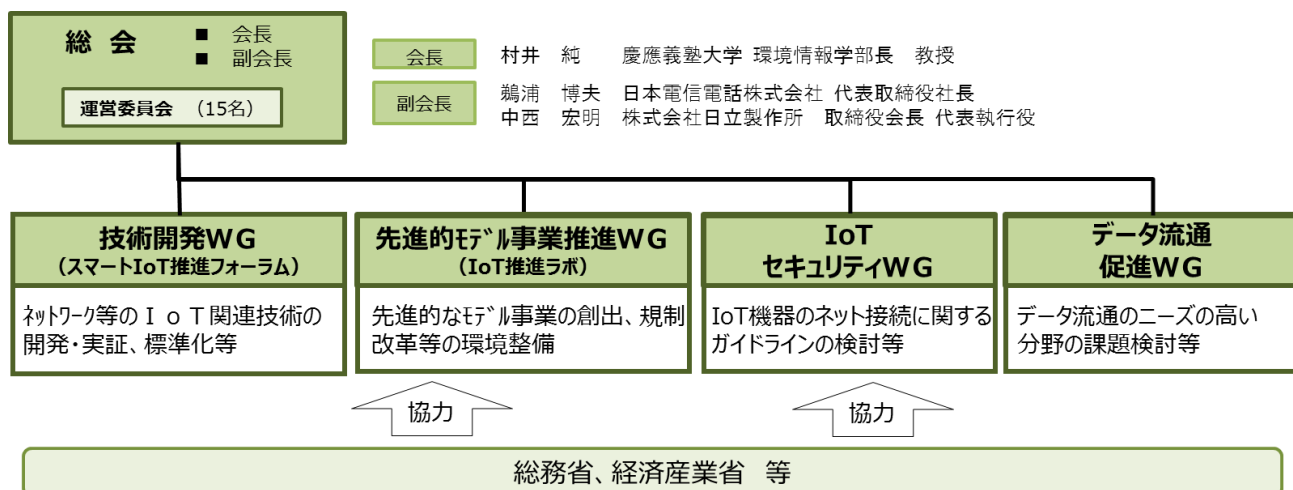 総 会
■ 会長
■ 副会長
運営委員会 (15名)
会長
村井 純 慶應義塾大学 環境情報学部長 教授
副会長
鵜浦 博夫 日本電信電話株式会社 代表取締役社長
中西 宏明 株式会社日立製作所 取締役会長 代表執行役
技術開発WG
(スマートIoT推進フォーラム)
ネットワーク等のIoT関連技術の
開発・実証、標準化等
先進的モデル事業推進WG
(IoT推進ラボ)
先進的なモデル事業の創出、規制
改革等の環境整備
IoT
セキュリティWG
IoT機器のネット接続に関する
ガイドラインの検討等
データ流通
促進WG
データ流通のニーズの高い
分野の課題検討等
協力
協力
総務省、経済産業省 等